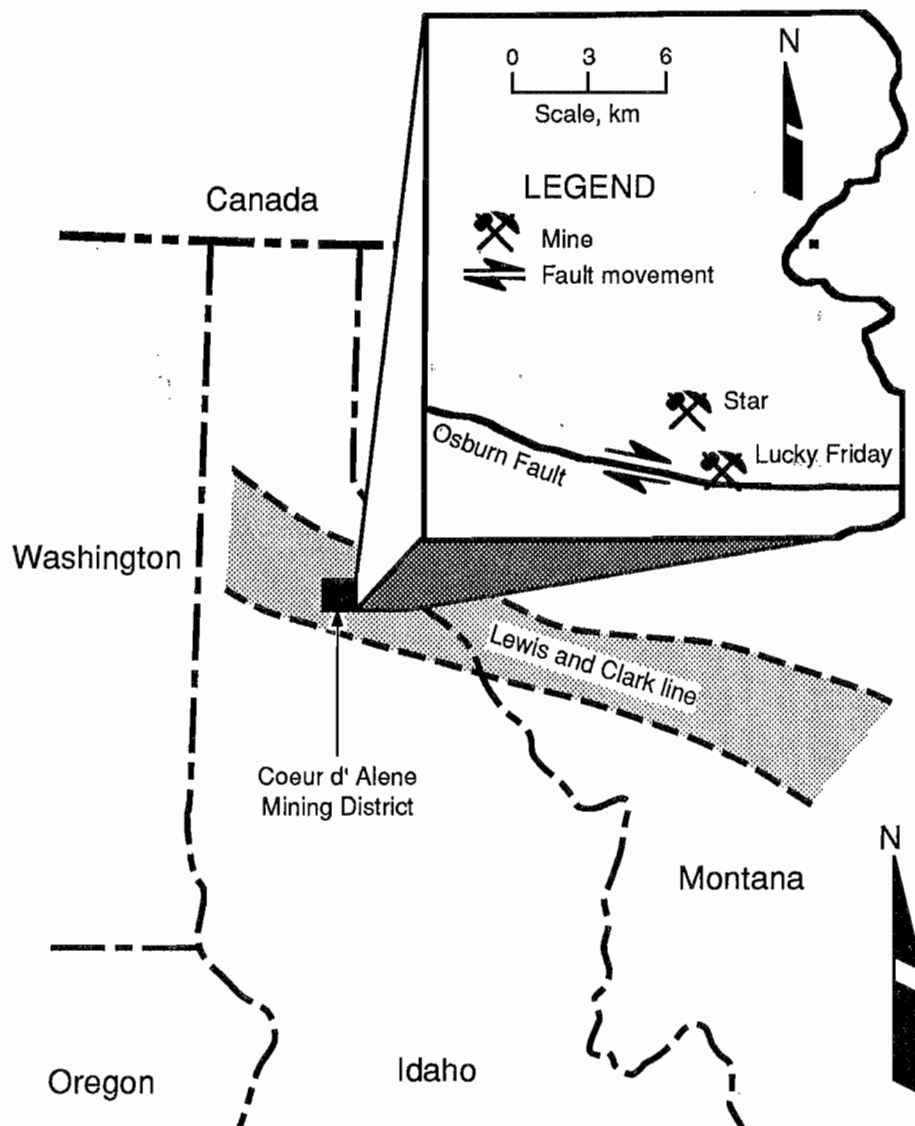 Canada
0 3 6
Scale, km
N
LEGEND
Mine
Fault movement
Star
Lucky Friday
Osburn Fault
Washington
Lewis and Clark line
Coeur d' Alene
Mining District
N
Montana
Oregon
Idaho